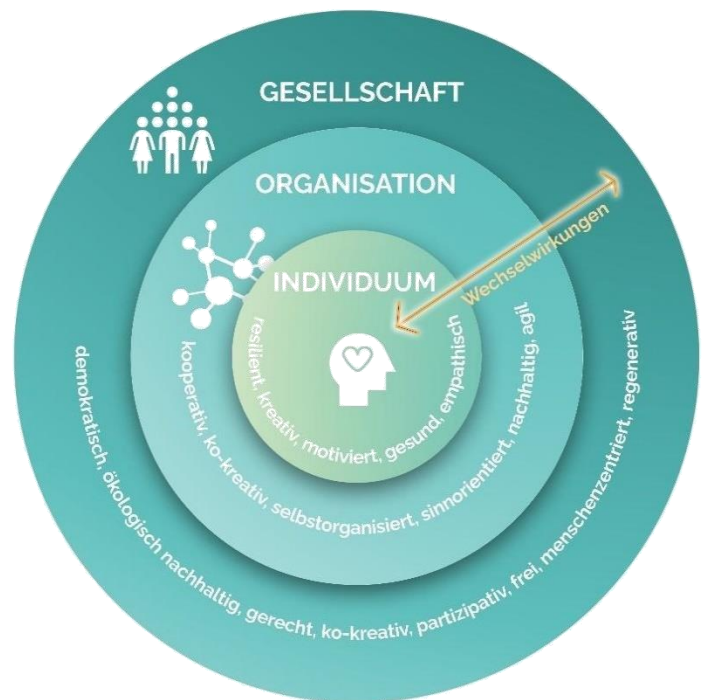 GESELLSCHAFT
ORGANISATION
INDIVIDUUM
Wechselwirkungen
resilient, kreativ, motiviert, gesund, empathisch
kooperativ, ko-kreativ, selbstorganisiert, sinnorientiert, nachhaltig, agil
demokratisch, ökologisch nachhaltig, gerecht, ko-kreativ, partizipativ, frei, menschenzentriert, regenerativ